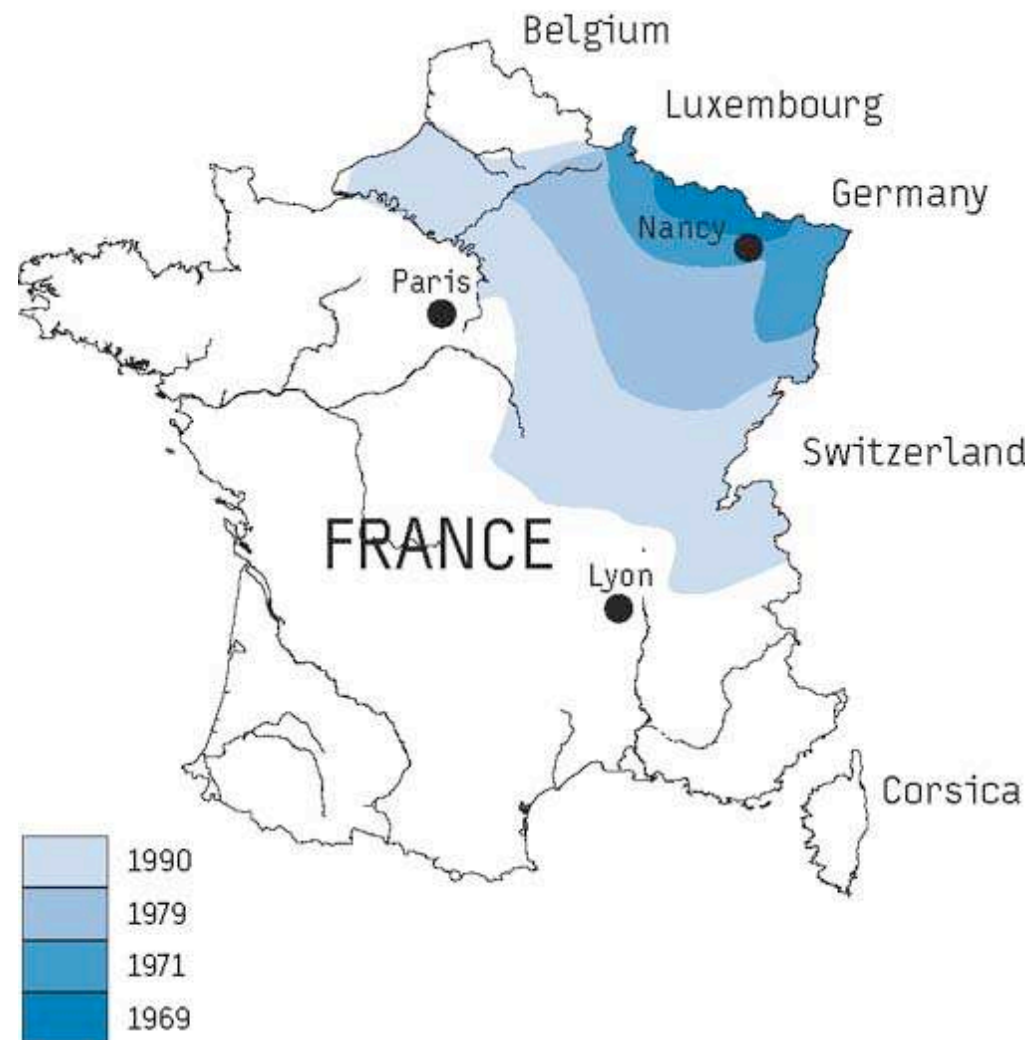 Belgium
Luxembourg
Germany
Nancy
Paris
Switzerland
FRANCE
Lyon
Corsica
1990
1979
1971
1969